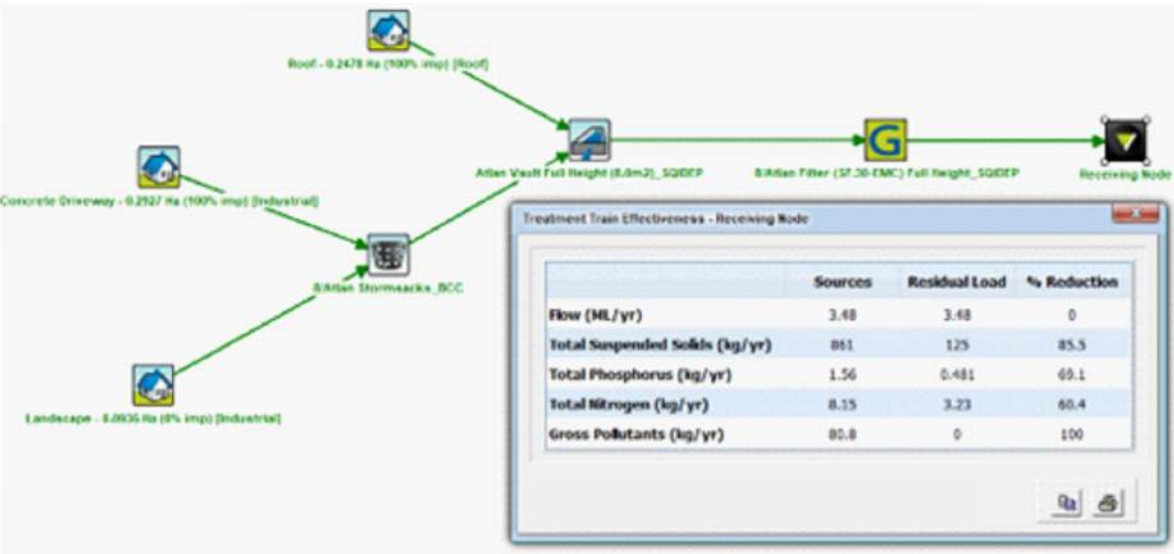 Roof - 0.2478 Ha (100% imp) [Roof]
Concrete Driveway - 0.2927 Ha (100% imp) [Industrial]
Atlan Vault Full Height (8.0m2)_SQIDEP
8/Atlan Filter (SF.30-EMC) Full Height_SQIDEP
Receiving Node
8/Atlan Stormsacks_BCC
Landscape - 0.0936 Ha (0% imp) [Industrial]
Treatment Train Effectiveness - Receiving Node
Sources Residual Load % Reduction
Flow (ML/yr) 3.48 3.48 0
Total Suspended Solids (kg/yr) 861 125 85.5
Total Phosphorus (kg/yr) 1.56 0.481 69.1
Total Nitrogen (kg/yr) 8.15 3.23 60.4
Gross Pollutants (kg/yr) 80.8 0 100